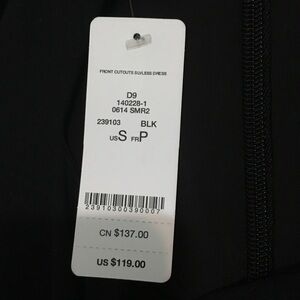 FRONT CUTOUTS SLVLESS DRESS
D9
140228-1
0614 SMR2
239103 BLK
US S FR P
23910300390007
CN $137.00
US $119.00